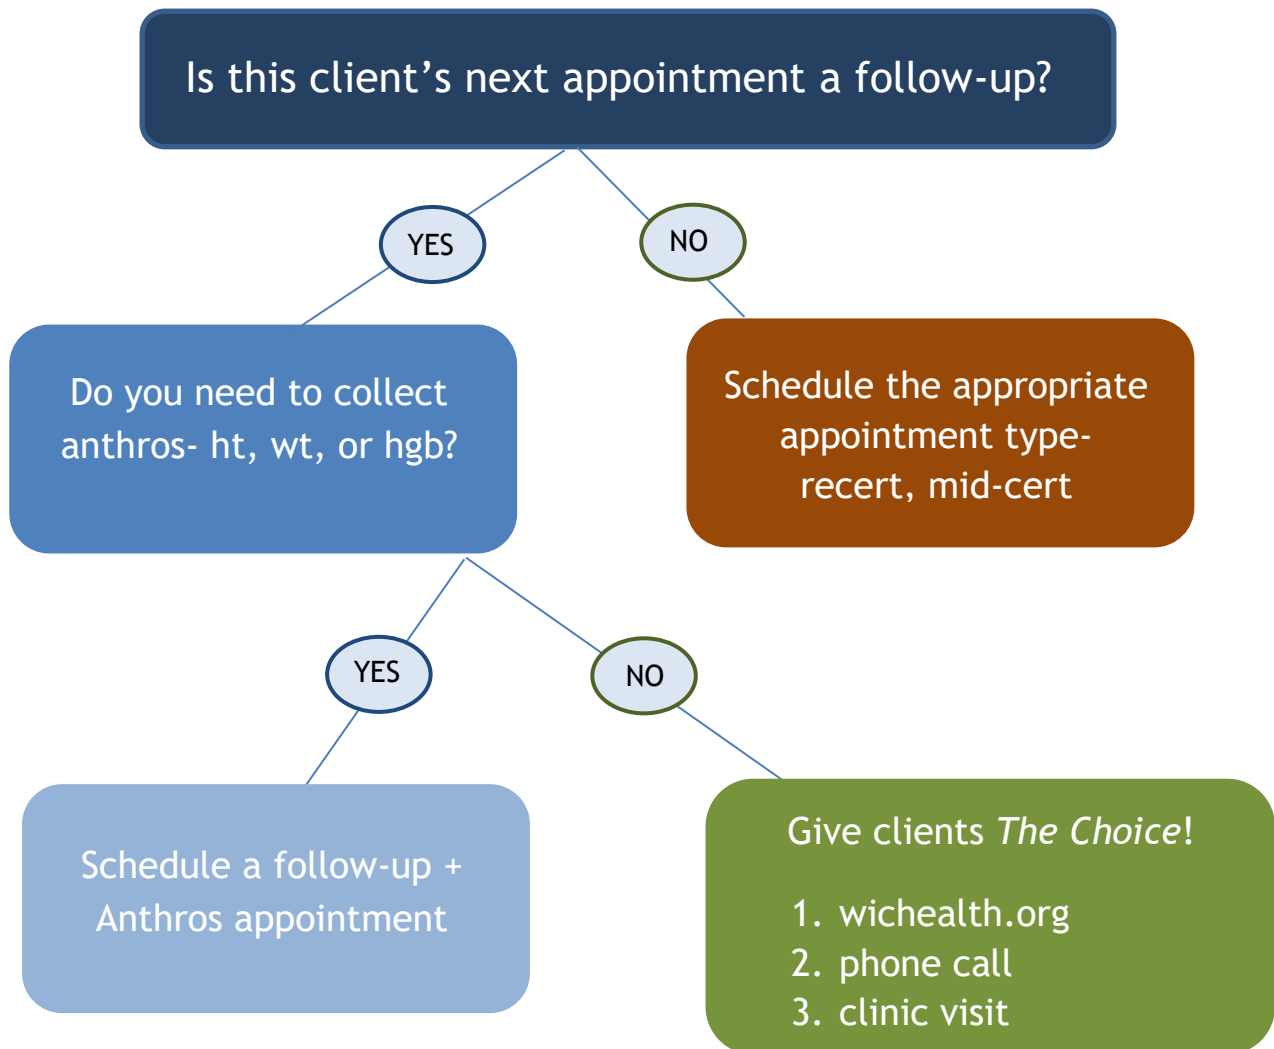 Is this client’s next appointment a follow-up?
YES
NO
Do you need to collect
anthros- ht, wt, or hgb?
Schedule the appropriate
appointment type-
recert, mid-cert
YES
NO
Schedule a follow-up +
Anthros appointment
Give clients The Choice!
1. wichealth.org
2. phone call
3. clinic visit